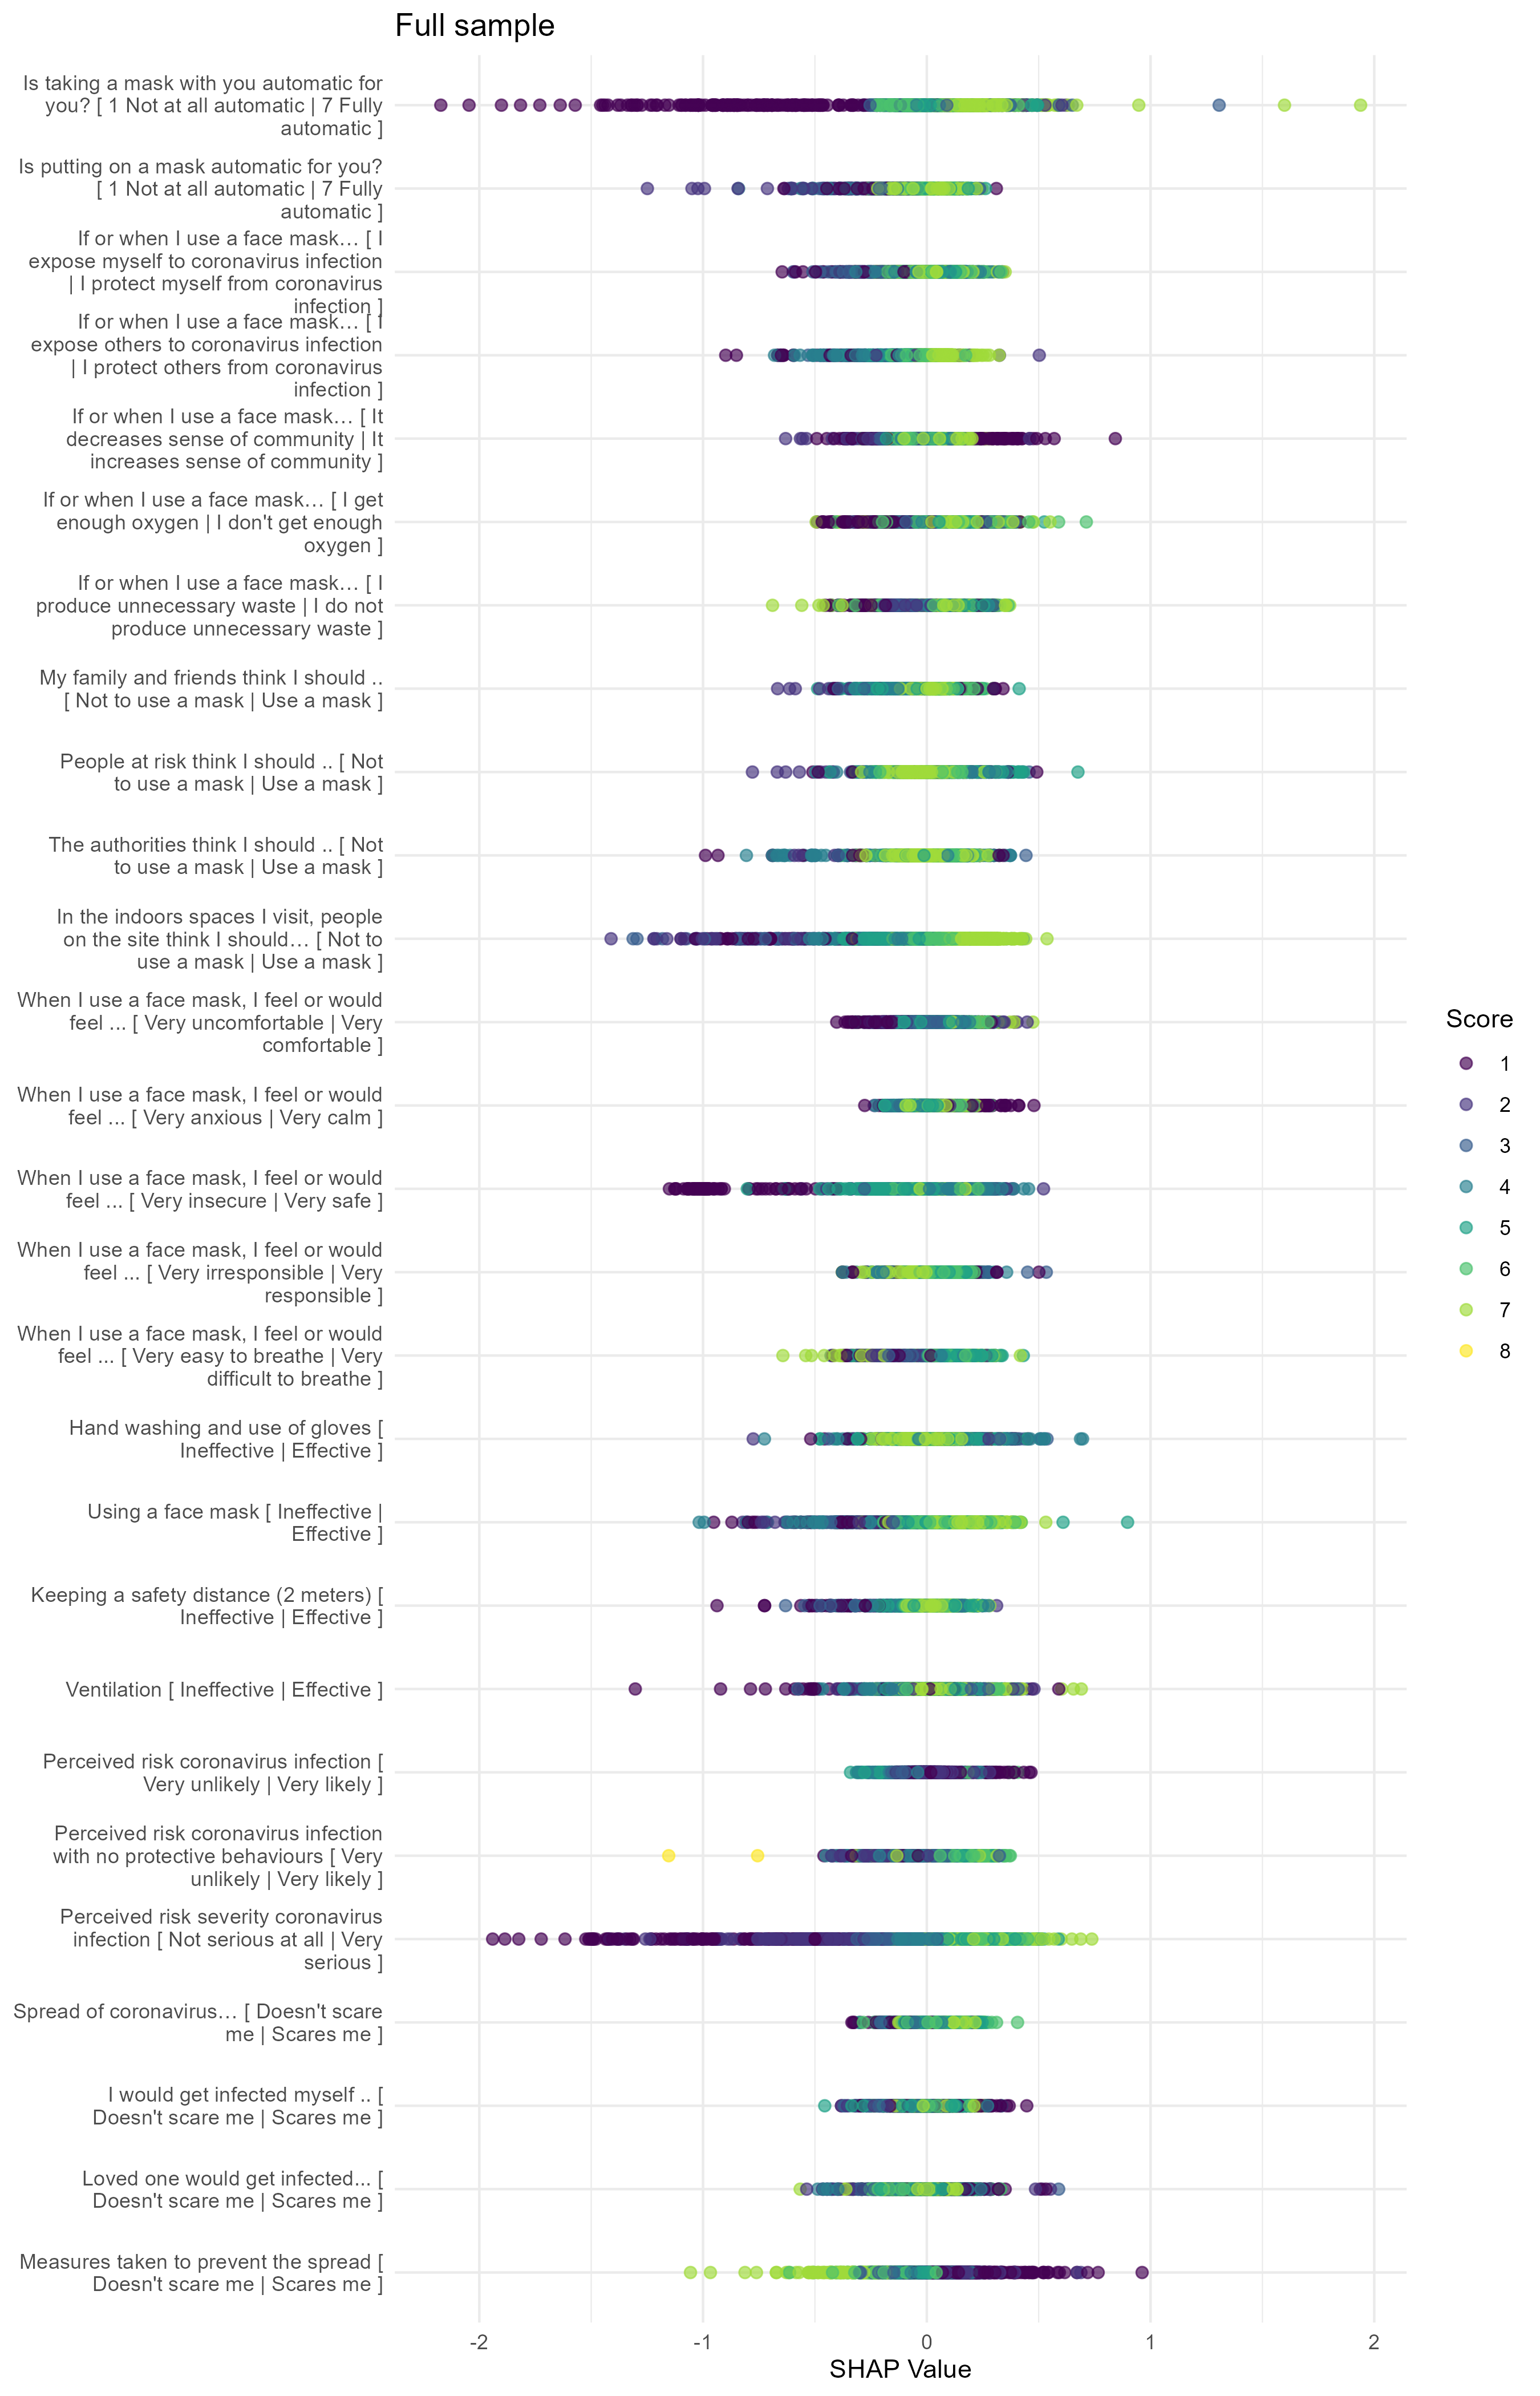 Full sample
Is taking a mask with you automatic for
you? [ 1 Not at all automatic | 7 Fully
automatic ]
Is putting on a mask automatic for you?
[ 1 Not at all automatic | 7 Fully
automatic ]
If or when I use a face mask… [ I
expose myself to coronavirus infection
| I protect myself from coronavirus
infection ]
If or when I use a face mask… [ I
expose others to coronavirus infection
| I protect others from coronavirus
infection ]
If or when I use a face mask… [ It
decreases sense of community | It
increases sense of community ]
If or when I use a face mask… [ I get
enough oxygen | I don't get enough
oxygen ]
If or when I use a face mask… [ I
produce unnecessary waste | I do not
produce unnecessary waste ]
My family and friends think I should ..
[ Not to use a mask | Use a mask ]
People at risk think I should .. [ Not
to use a mask | Use a mask ]
The authorities think I should .. [ Not
to use a mask | Use a mask ]
In the indoors spaces I visit, people
on the site think I should… [ Not to
use a mask | Use a mask ]
When I use a face mask, I feel or would
feel ... [ Very uncomfortable | Very
comfortable ]
When I use a face mask, I feel or would
feel ... [ Very anxious | Very calm ]
When I use a face mask, I feel or would
feel ... [ Very insecure | Very safe ]
When I use a face mask, I feel or would
feel ... [ Very irresponsible | Very
responsible ]
When I use a face mask, I feel or would
feel ... [ Very easy to breathe | Very
difficult to breathe ]
Hand washing and use of gloves [
Ineffective | Effective ]
Using a face mask [ Ineffective |
Effective ]
Keeping a safety distance (2 meters) [
Ineffective | Effective ]
Ventilation [ Ineffective | Effective ]
Perceived risk coronavirus infection [
Very unlikely | Very likely ]
Perceived risk coronavirus infection
with no protective behaviours [ Very
unlikely | Very likely ]
Perceived risk severity coronavirus
infection [ Not serious at all | Very
serious ]
Spread of coronavirus… [ Doesn't scare
me | Scares me ]
I would get infected myself .. [
Doesn't scare me | Scares me ]
Loved one would get infected... [
Doesn't scare me | Scares me ]
Measures taken to prevent the spread [
Doesn't scare me | Scares me ]
-2
-1
0
1
2
SHAP Value
Score
1
2
3
4
5
6
7
8